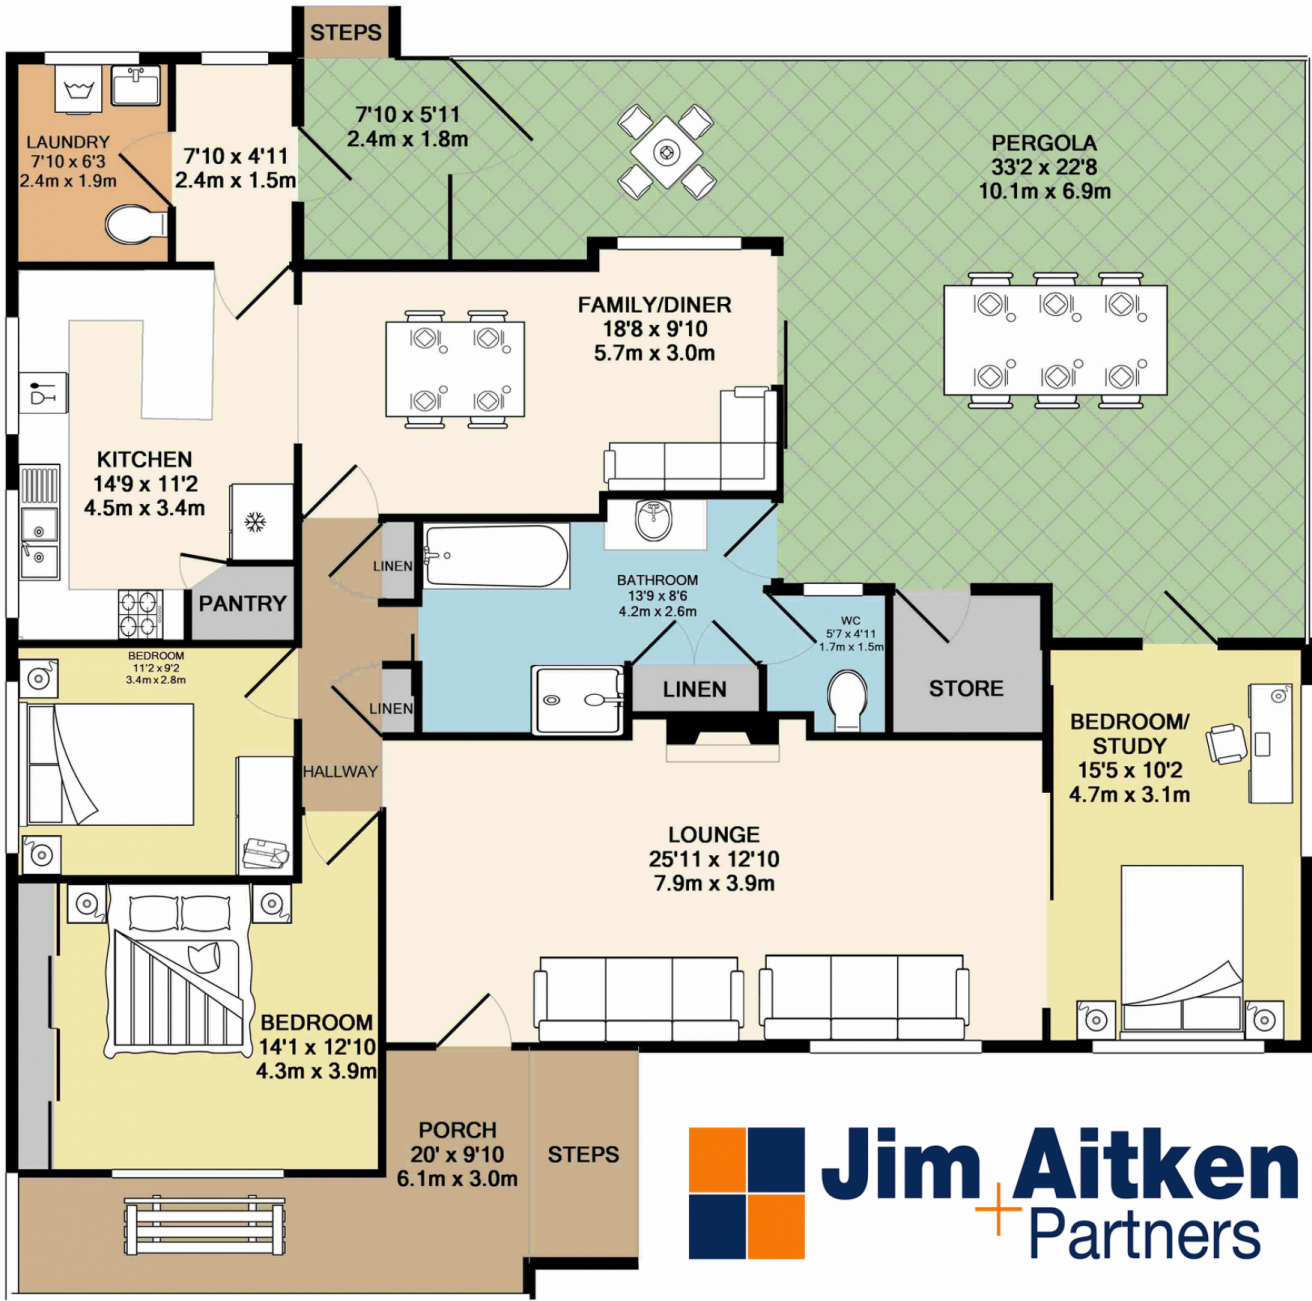 STEPS
7'10 x 5'11
2.4m x 1.8m
PERGOLA
33'2 x 22'8
10.1m x 6.9m
LAUNDRY
7'10 x 6'3
2.4m x 1.9m
7'10 x 4'11
2.4m x 1.5m
FAMILY/DINER
18'8 x 9'10
5.7m x 3.0m
KITCHEN
14'9 x 11'2
4.5m x 3.4m
PANTRY
LINEN
BATHROOM
13'9 x 8'6
4.2m x 2.6m
WC
5'7 x 4'11
1.7m x 1.5m
LINEN
STORE
BEDROOM
11'2 x 9'2
3.4m x 2.8m
LINEN
HALLWAY
BEDROOM/
STUDY
15'5 x 10'2
4.7m x 3.1m
LOUNGE
25'11 x 12'10
7.9m x 3.9m
BEDROOM
14'1 x 12'10
4.3m x 3.9m
PORCH
20' x 9'10
6.1m x 3.0m
STEPS
Jim Aitken
+ Partners